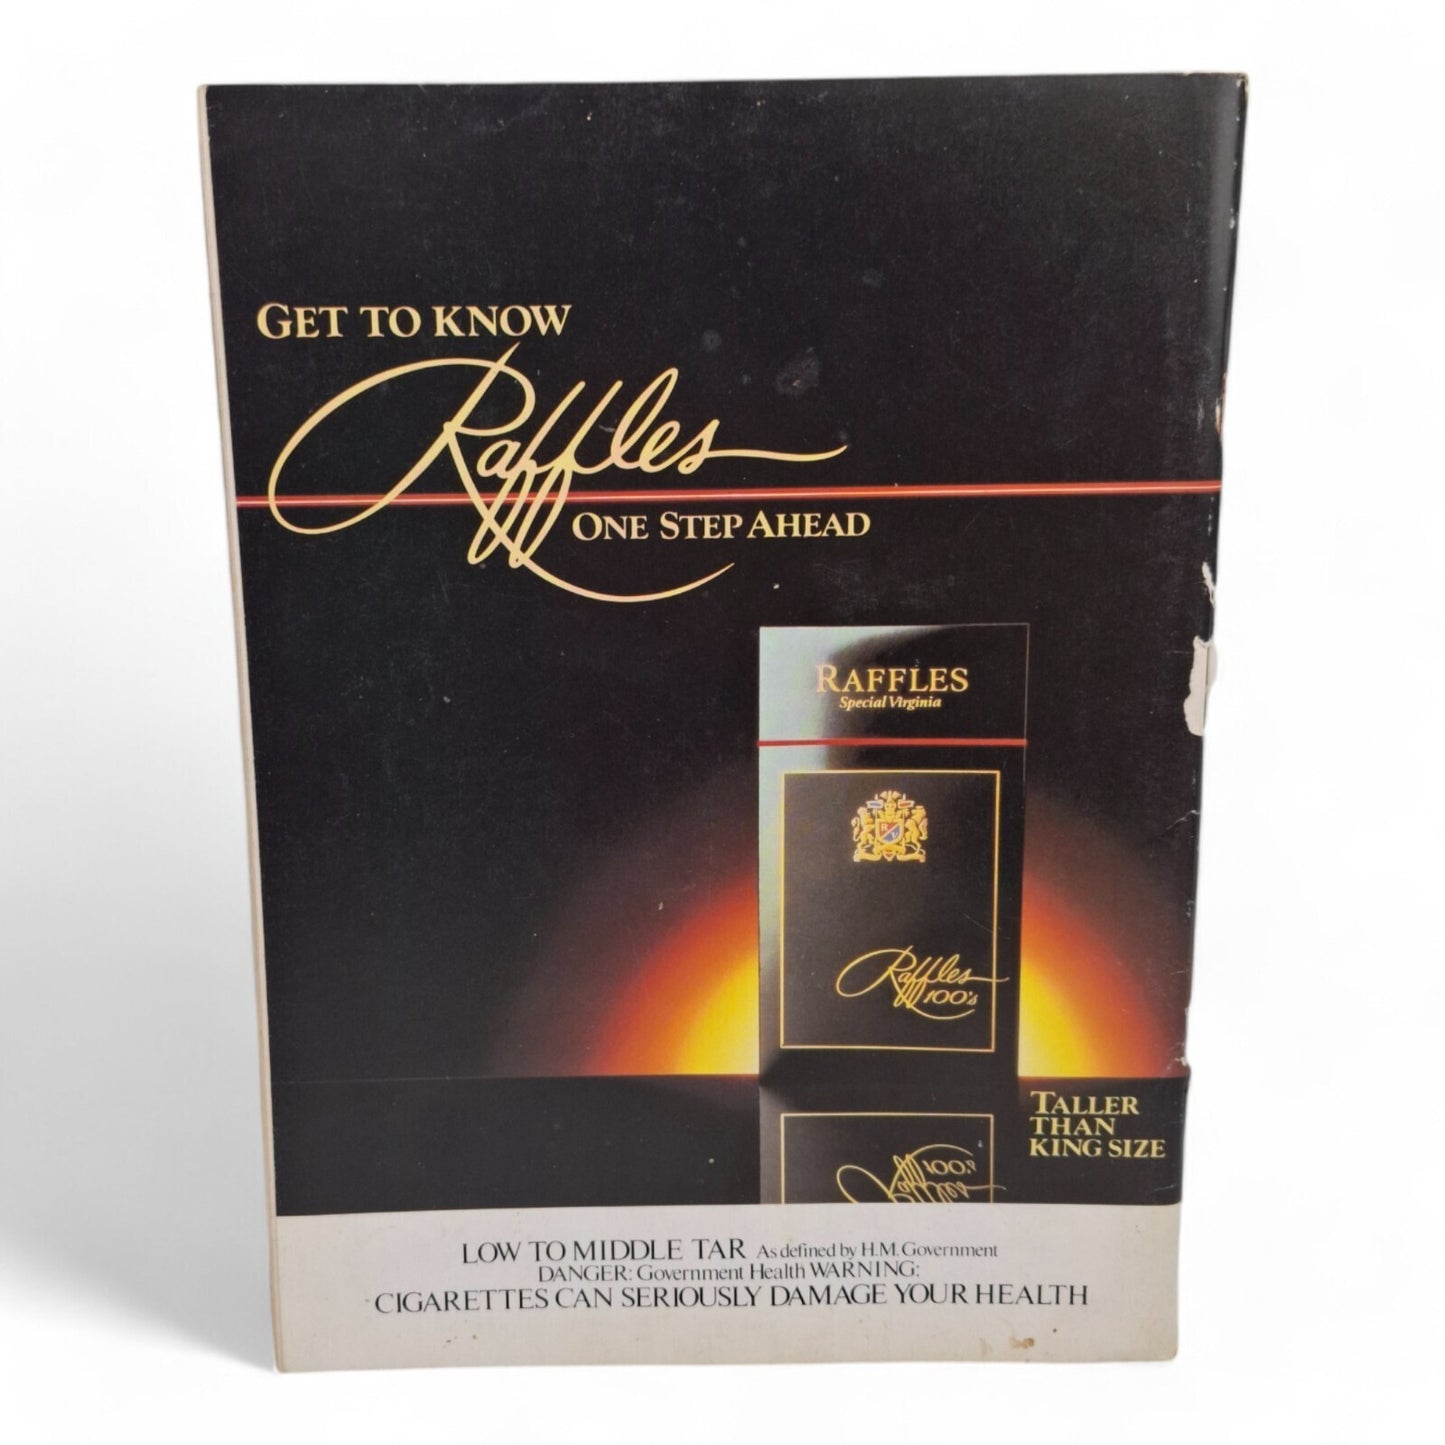 GET TO KNOW
Raffles
ONE STEP AHEAD
RAFFLES
Special Virginia
R
V
Raffles
100's
TALLER
THAN
KING SIZE
LOW TO MIDDLE TAR As defined by H.M. Government
DANGER: Government Health WARNING:
CIGARETTES CAN SERIOUSLY DAMAGE YOUR HEALTH